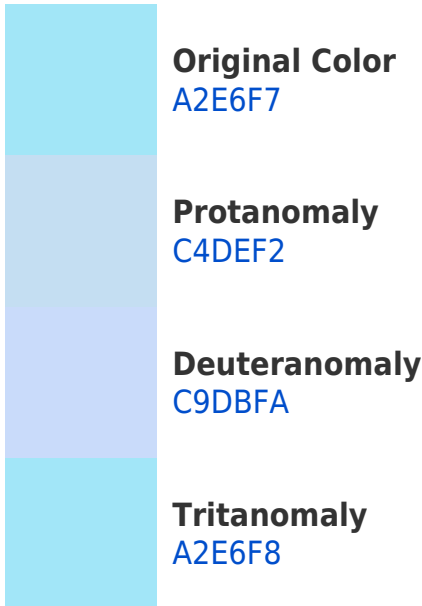 Original Color
A2E6F7
Protanomaly
C4DEF2
Deuteranomaly
C9DBFA
Tritanomaly
A2E6F8